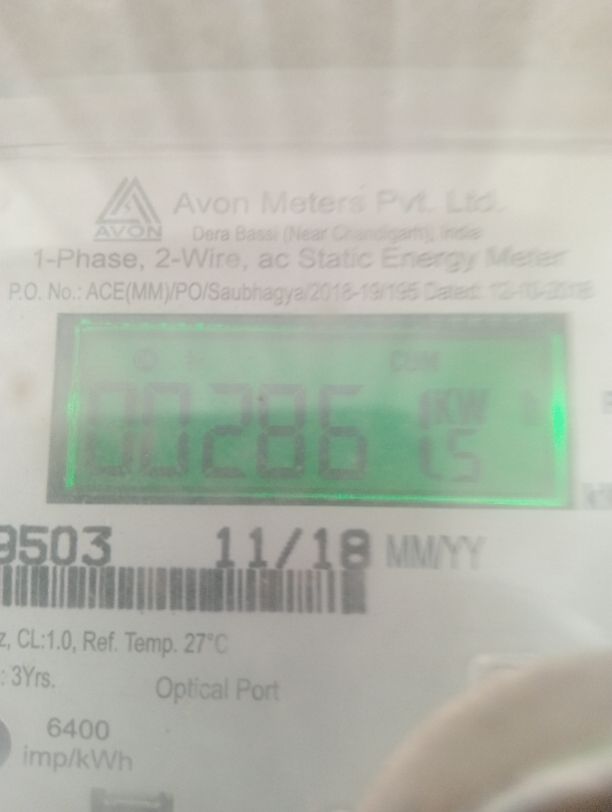 Avon Meters Pvt. Ltd.
AVON
Dera Bassi (Near Chandigarh), India
1-Phase, 2-Wire, ac Static Energy Meter
P.O. No.: ACE(MM)/PO/Saubhagya/2018-19/195 Dated: 12-10-2018
CUM
00286
KW
15
9503 11/18 MM/YY
z, CL:1.0, Ref. Temp. 27°C
: 3Yrs.
Optical Port
6400
imp/kWh